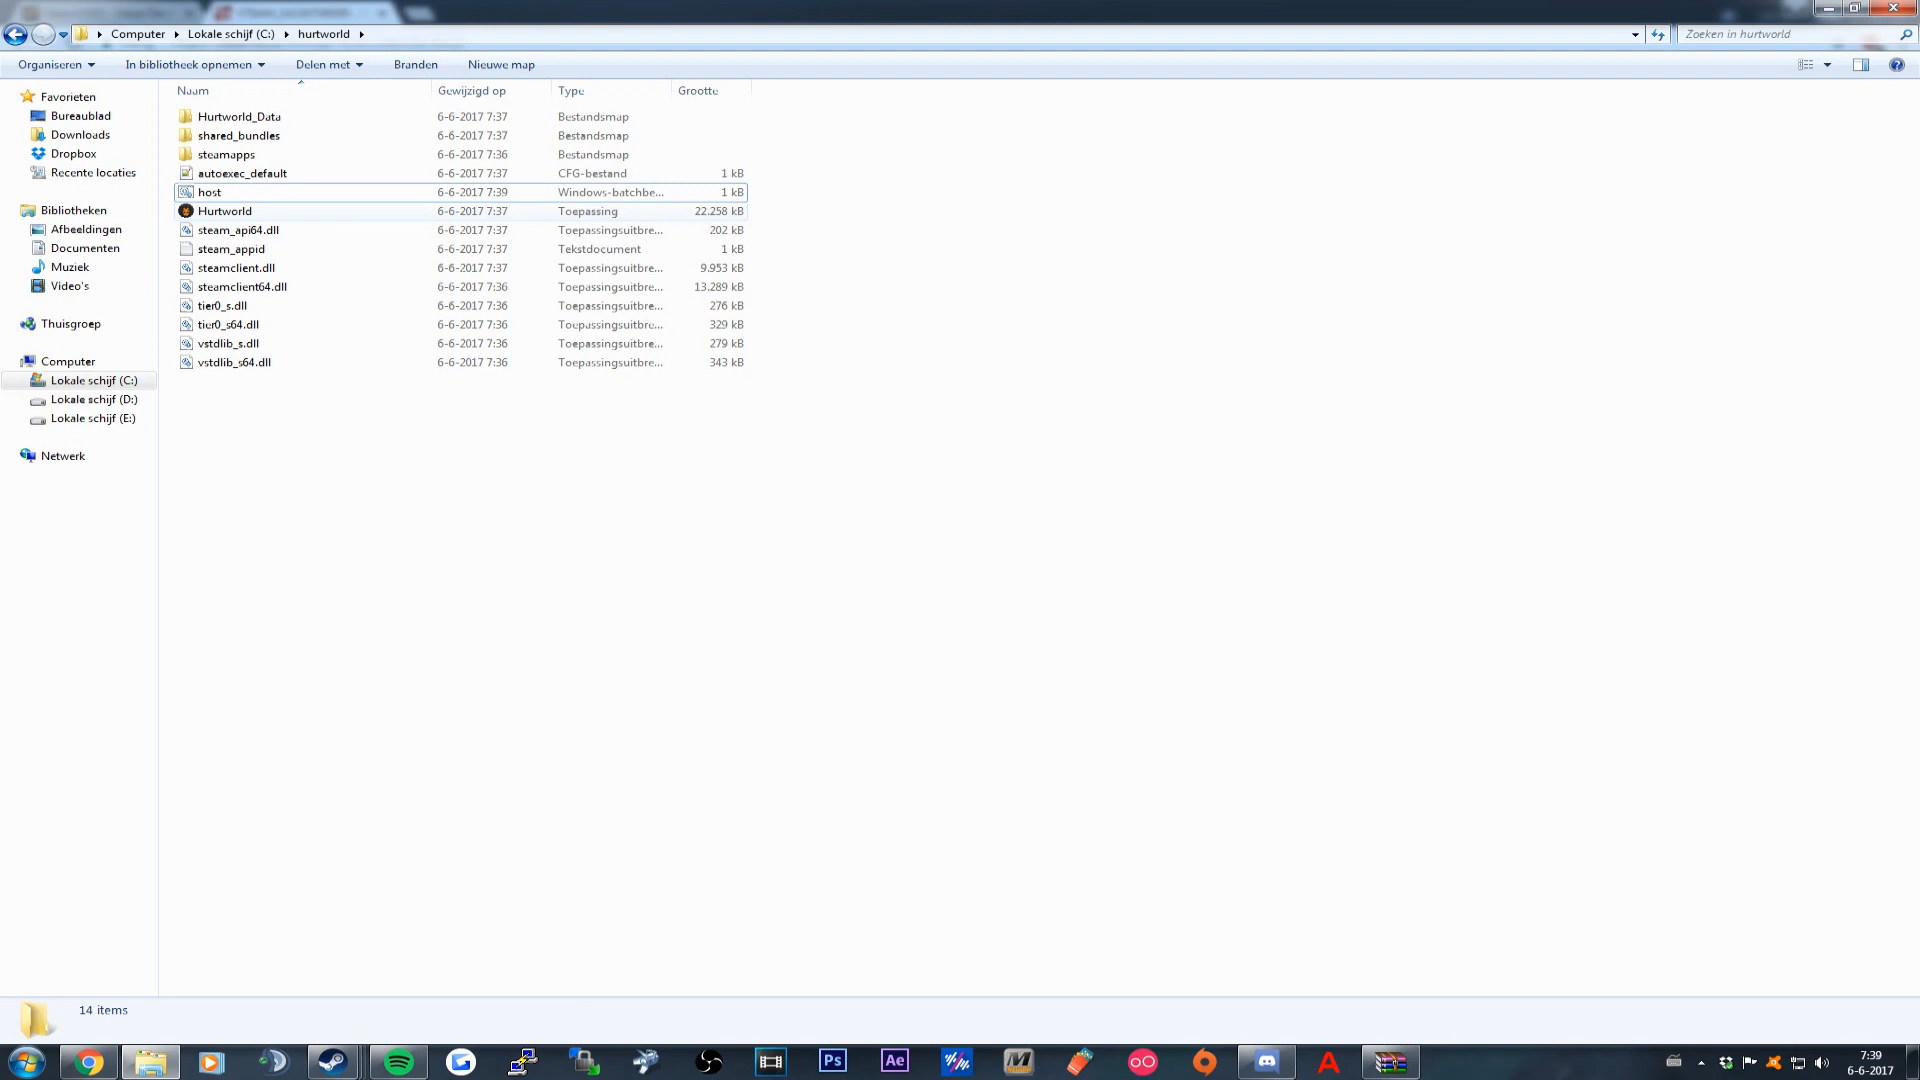 Computer Lokale schijf (C:) hurtworld
Zoeken in hurtworld
Organiseren In bibliotheek opnemen Delen met Branden Nieuwe map
Naam Gewijzigd op Type Grootte
Favorieten
Bureaublad
Downloads
Dropbox
Recente locaties
Bibliotheken
Afbeeldingen
Documenten
Muziek
Video's
Thuisgroep
Computer
Lokale schijf (C:)
Lokale schijf (D:)
Lokale schijf (E:)
Netwerk
Hurtworld_Data 6-6-2017 7:37 Bestandsmap
shared_bundles 6-6-2017 7:37 Bestandsmap
steamapps 6-6-2017 7:36 Bestandsmap
autoexec_default 6-6-2017 7:37 CFG-bestand 1 kB
host 6-6-2017 7:39 Windows-batchbe... 1 kB
Hurtworld 6-6-2017 7:37 Toepassing 22.258 kB
steam_api64.dll 6-6-2017 7:37 Toepassingsuitbre... 202 kB
steam_appid 6-6-2017 7:37 Tekstdocument 1 kB
steamclient.dll 6-6-2017 7:37 Toepassingsuitbre... 9.953 kB
steamclient64.dll 6-6-2017 7:36 Toepassingsuitbre... 13.289 kB
tier0_s.dll 6-6-2017 7:36 Toepassingsuitbre... 276 kB
tier0_s64.dll 6-6-2017 7:36 Toepassingsuitbre... 329 kB
vstdlib_s.dll 6-6-2017 7:36 Toepassingsuitbre... 279 kB
vstdlib_s64.dll 6-6-2017 7:36 Toepassingsuitbre... 343 kB
14 items
Ps Ae
7:39
6-6-2017